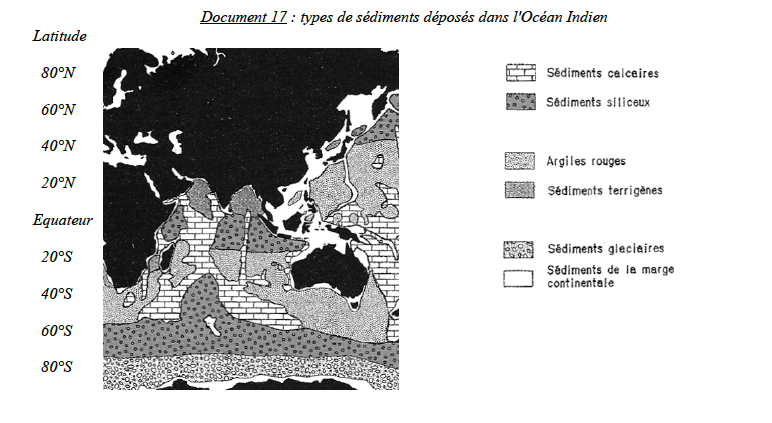 Document 17 : types de sédiments déposés dans l'Océan Indien
Latitude
80°N
60°N
40°N
20°N
Equateur
20°S
40°S
60°S
80°S
Sédiments calcaires
Sédiments siliceux
Argiles rouges
Sédiments terrigènes
Sédiments glaciaires
Sédiments de la marge
continentale